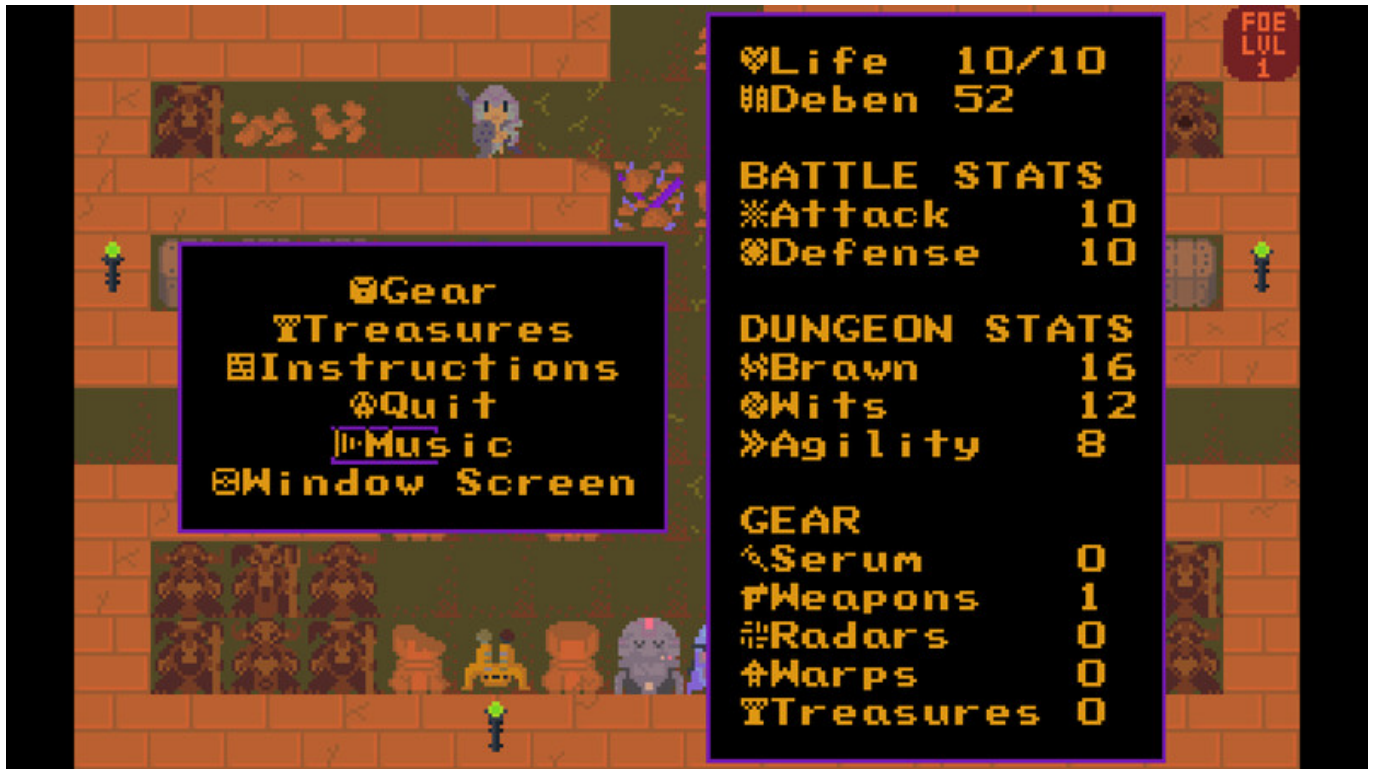 FOE
LVL
1
Life 10/10
Deben 52
BATTLE STATS
Attack 10
Defense 10
DUNGEON STATS
Brawn 16
Wits 12
Agility 8
GEAR
Serum 0
Weapons 1
Radars 0
Warps 0
Treasures 0
Gear
Treasures
Instructions
Quit
Music
Window Screen